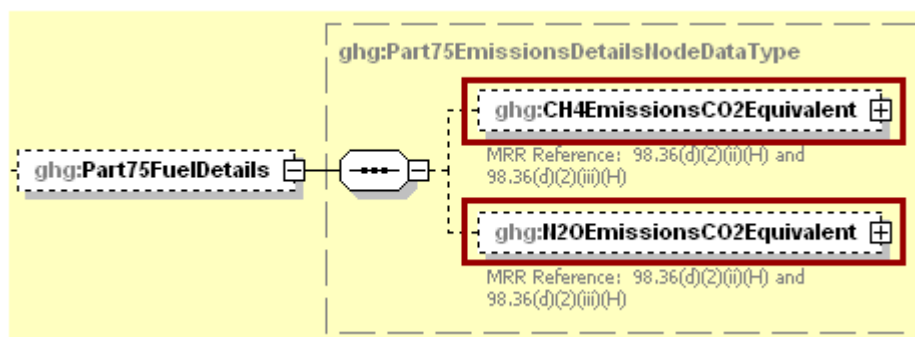 ghg:Part75EmissionsDetailsNodeDataType
ghg:CH4EmissionsCO2Equivalent
MRR Reference: 98.36(d)(2)(ii)(H) and
98.36(d)(2)(iii)(H)
ghg:Part75FuelDetails
ghg:N2OEmissionsCO2Equivalent
MRR Reference: 98.36(d)(2)(ii)(H) and
98.36(d)(2)(iii)(H)